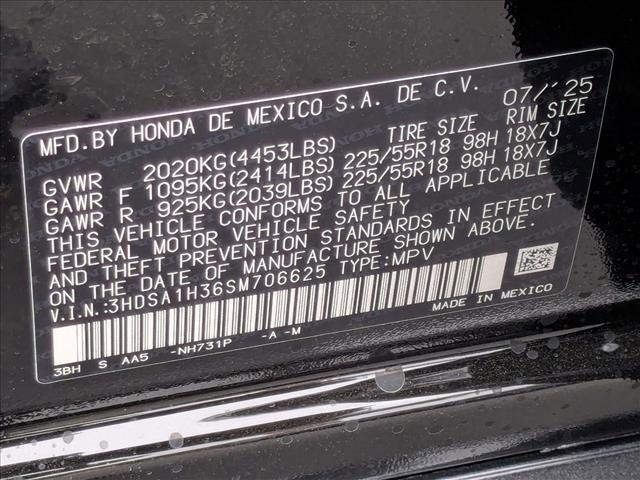 MFD.BY HONDA DE MEXICO S.A. DE C.V. 07/'25
TIRE SIZE RIM SIZE
GVWR 2020KG(4453LBS)
GAWR F 1095KG(2414LBS) 225/55R18 98H 18X7J
GAWR R 925KG(2039LBS) 225/55R18 98H 18X7J
THIS VEHICLE CONFORMS TO ALL APPLICABLE
FEDERAL MOTOR VEHICLE SAFETY
AND THEFT PREVENTION STANDARDS IN EFFECT
ON THE DATE OF MANUFACTURE SHOWN ABOVE.
V.I.N.:3HDSA1H36SM706625 TYPE:MPV
MADE IN MEXICO
3BH S AA5 -NH731P -A -M